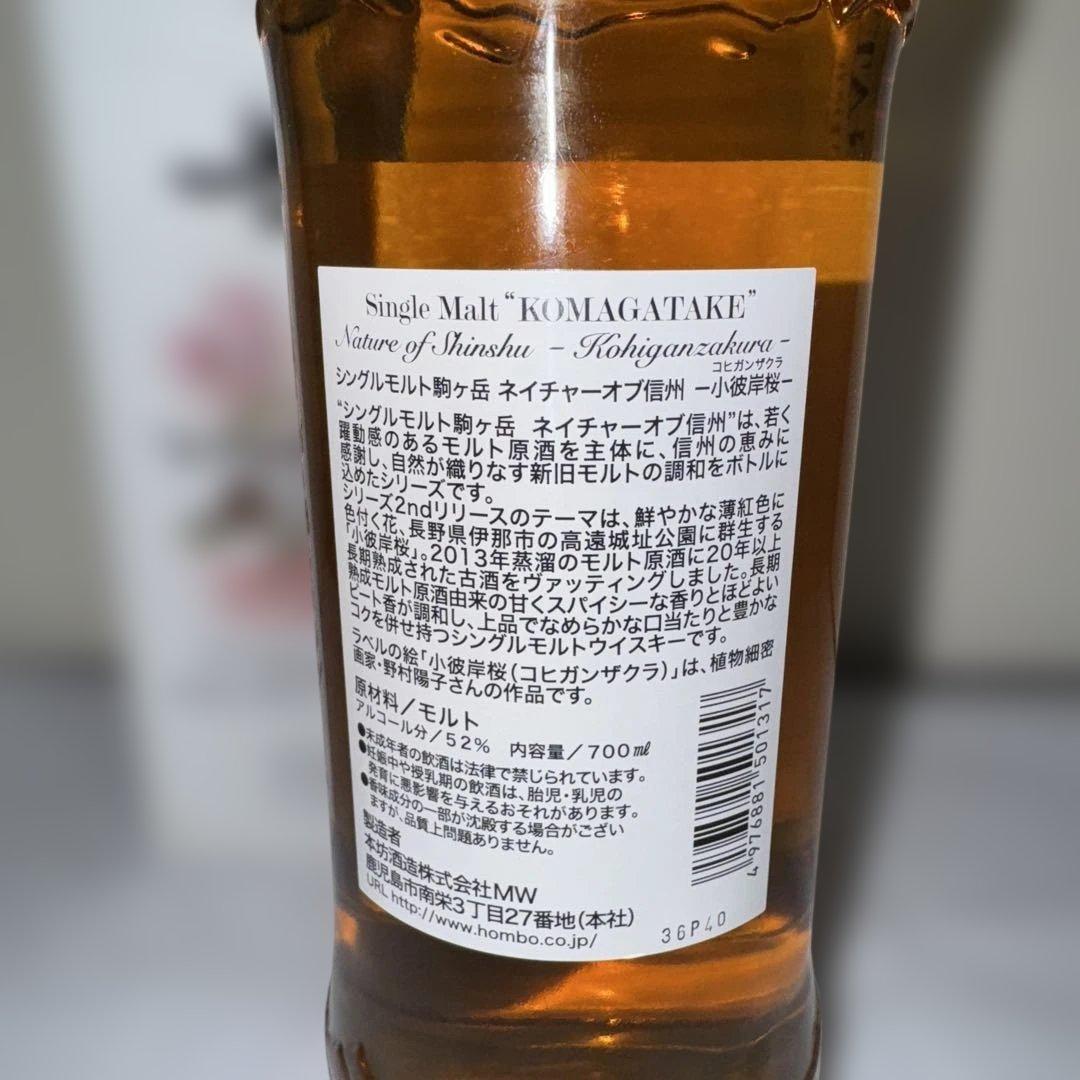 Single Malt “KOMAGATAKE”
Nature of Shinshu – Kohiganzakura –
コヒガンザクラ
シングルモルト駒ヶ岳 ネイチャーオブ信州 ー小彼岸桜ー
“シングルモルト駒ヶ岳 ネイチャーオブ信州”は、若く
躍動感のあるモルト原酒を主体に、信州の恵みに
感謝し、自然が織りなす新旧モルトの調和をボトルに
込めたシリーズです。
シリーズ2ndリリースのテーマは、鮮やかな薄紅色に
色付く花、長野県伊那市の高遠城址公園に群生する
「小彼岸桜」。2013年蒸溜のモルト原酒に20年以上
長期熟成された古酒をヴァッティングしました。長期
熟成モルト原酒由来の甘くスパイシーな香りとほどよい
ピート香が調和し、上品でなめらかな口当たりと豊かな
コクを併せ持つシングルモルトウイスキーです。
ラベルの絵「小彼岸桜（コヒガンザクラ）」は、植物細密
画家・野村陽子さんの作品です。
原材料／モルト
アルコール分／52% 内容量／700㎖
●未成年者の飲酒は法律で禁じられています。
●妊娠中や授乳期の飲酒は、胎児・乳児の
発育に悪影響を与えるおそれがあります。
●香味成分の一部が沈殿する場合がござい
ますが、品質上問題ありません。
製造者
本坊酒造株式会社MW
鹿児島市南栄3丁目27番地（本社）
URL http://www.hombo.co.jp/
4 976881 501317
36P40